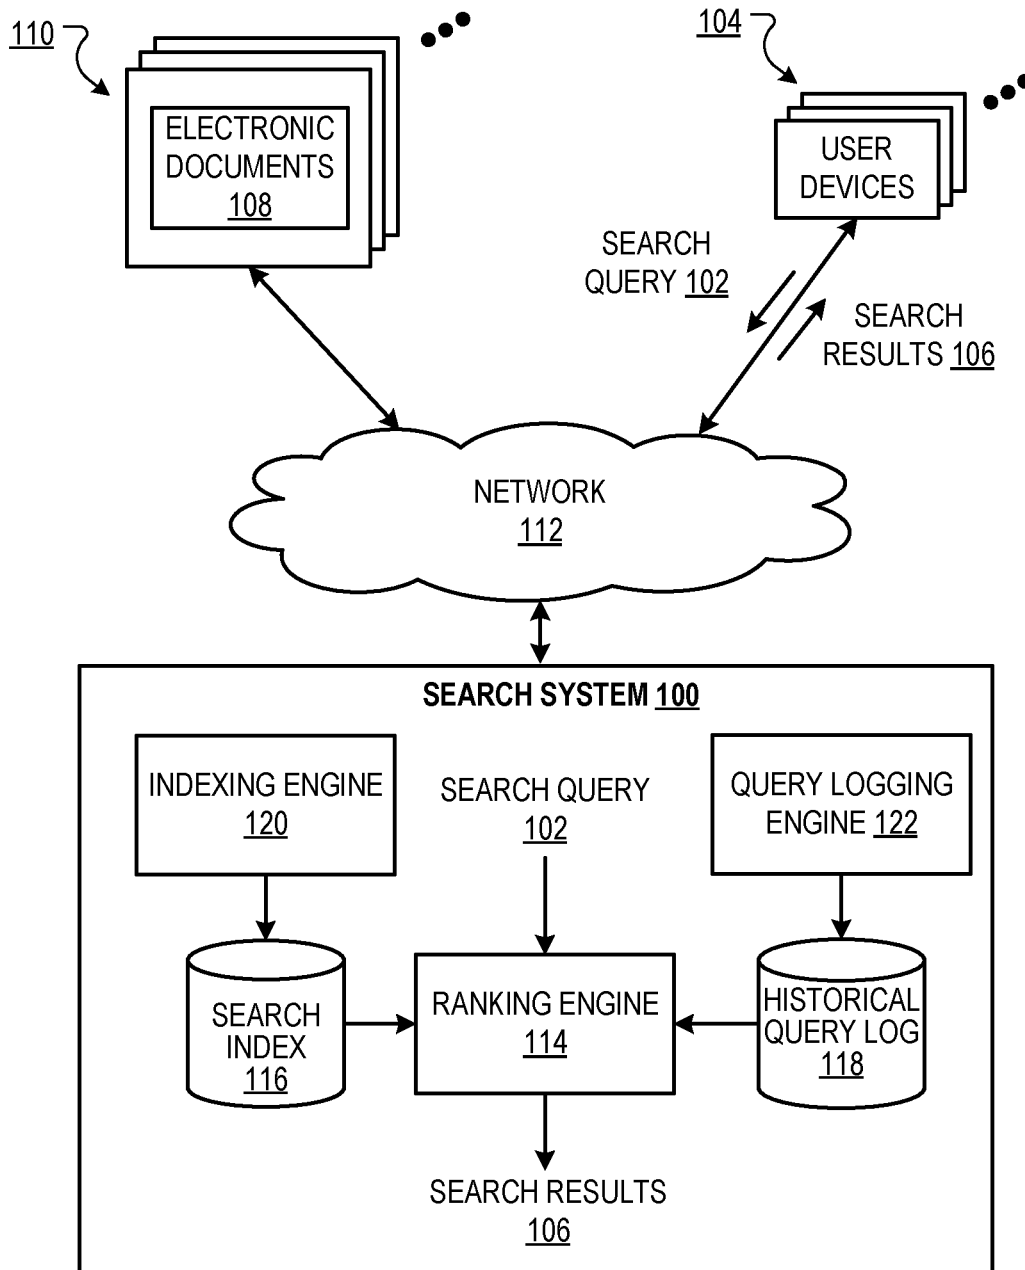 110
ELECTRONIC
DOCUMENTS
108
104
USER
DEVICES
SEARCH
QUERY 102
SEARCH
RESULTS 106
NETWORK
112
SEARCH SYSTEM 100
INDEXING ENGINE
120
SEARCH QUERY
102
QUERY LOGGING
ENGINE 122
SEARCH
INDEX
116
RANKING ENGINE
114
HISTORICAL
QUERY LOG
118
SEARCH RESULTS
106